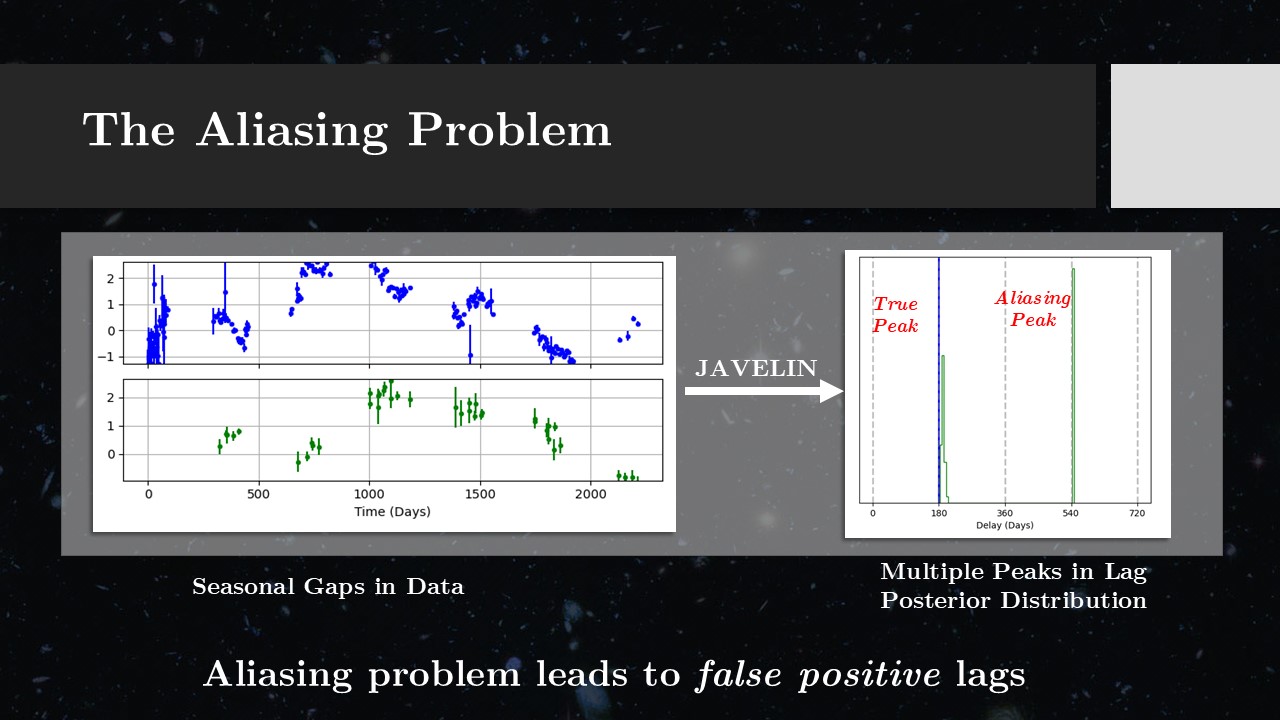 The Aliasing Problem
2
1
0
−1
2
1
0
0 500 1000 1500 2000
Time (Days)
JAVELIN
True
Peak
Aliasing
Peak
0 180 360 540 720
Delay (Days)
Seasonal Gaps in Data
Multiple Peaks in Lag
Posterior Distribution
Aliasing problem leads to false positive lags